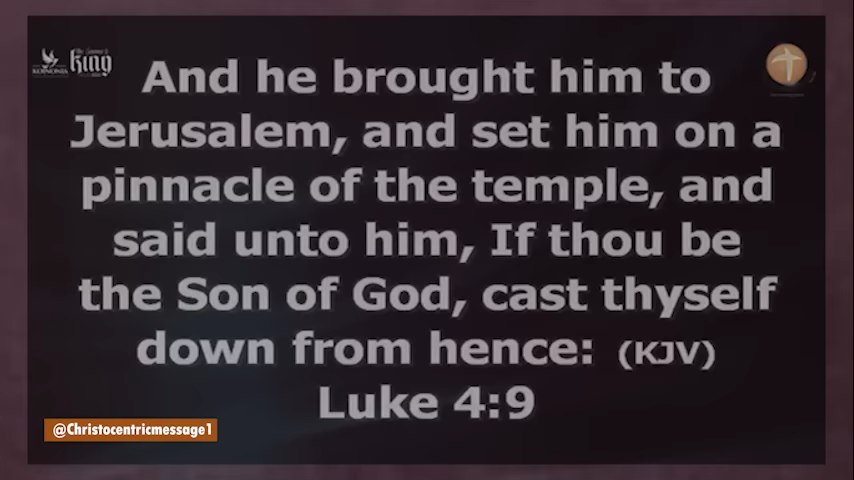 KOINONIA
King
And he brought him to
Jerusalem, and set him on a
pinnacle of the temple, and
said unto him, If thou be
the Son of God, cast thyself
down from hence: (KJV)
Luke 4:9
@Christocentricmessage1